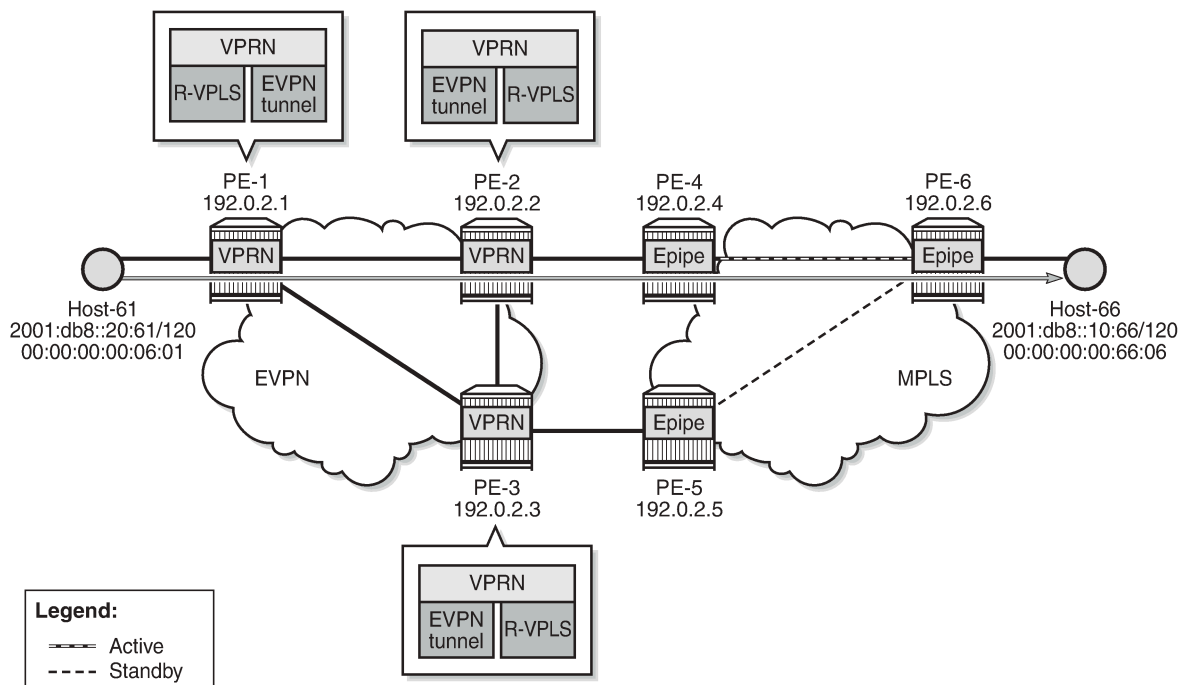 VPRN
R-VPLS
EVPN
tunnel
VPRN
EVPN
tunnel
R-VPLS
PE-1
192.0.2.1
PE-2
192.0.2.2
PE-4
192.0.2.4
PE-6
192.0.2.6
VPRN
VPRN
Epipe
Epipe
Host-61
2001:db8::20:61/120
00:00:00:00:06:01
Host-66
2001:db8::10:66/120
00:00:00:00:66:06
EVPN
MPLS
VPRN
Epipe
PE-3
192.0.2.3
PE-5
192.0.2.5
VPRN
EVPN
tunnel
R-VPLS
Legend:
Active
Standby